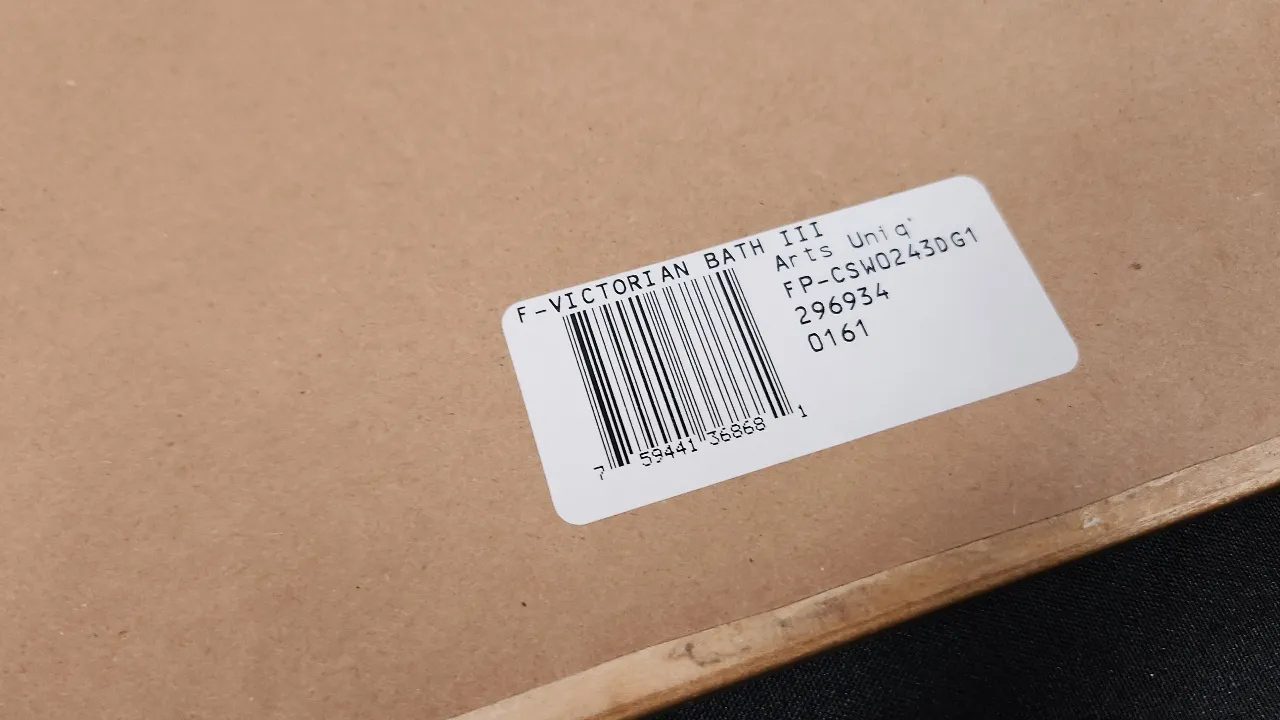 F-VICTORIAN BATH III
Arts Uniq'
FP-CSW0243DG1
296934
0161
7 59441 36868 1